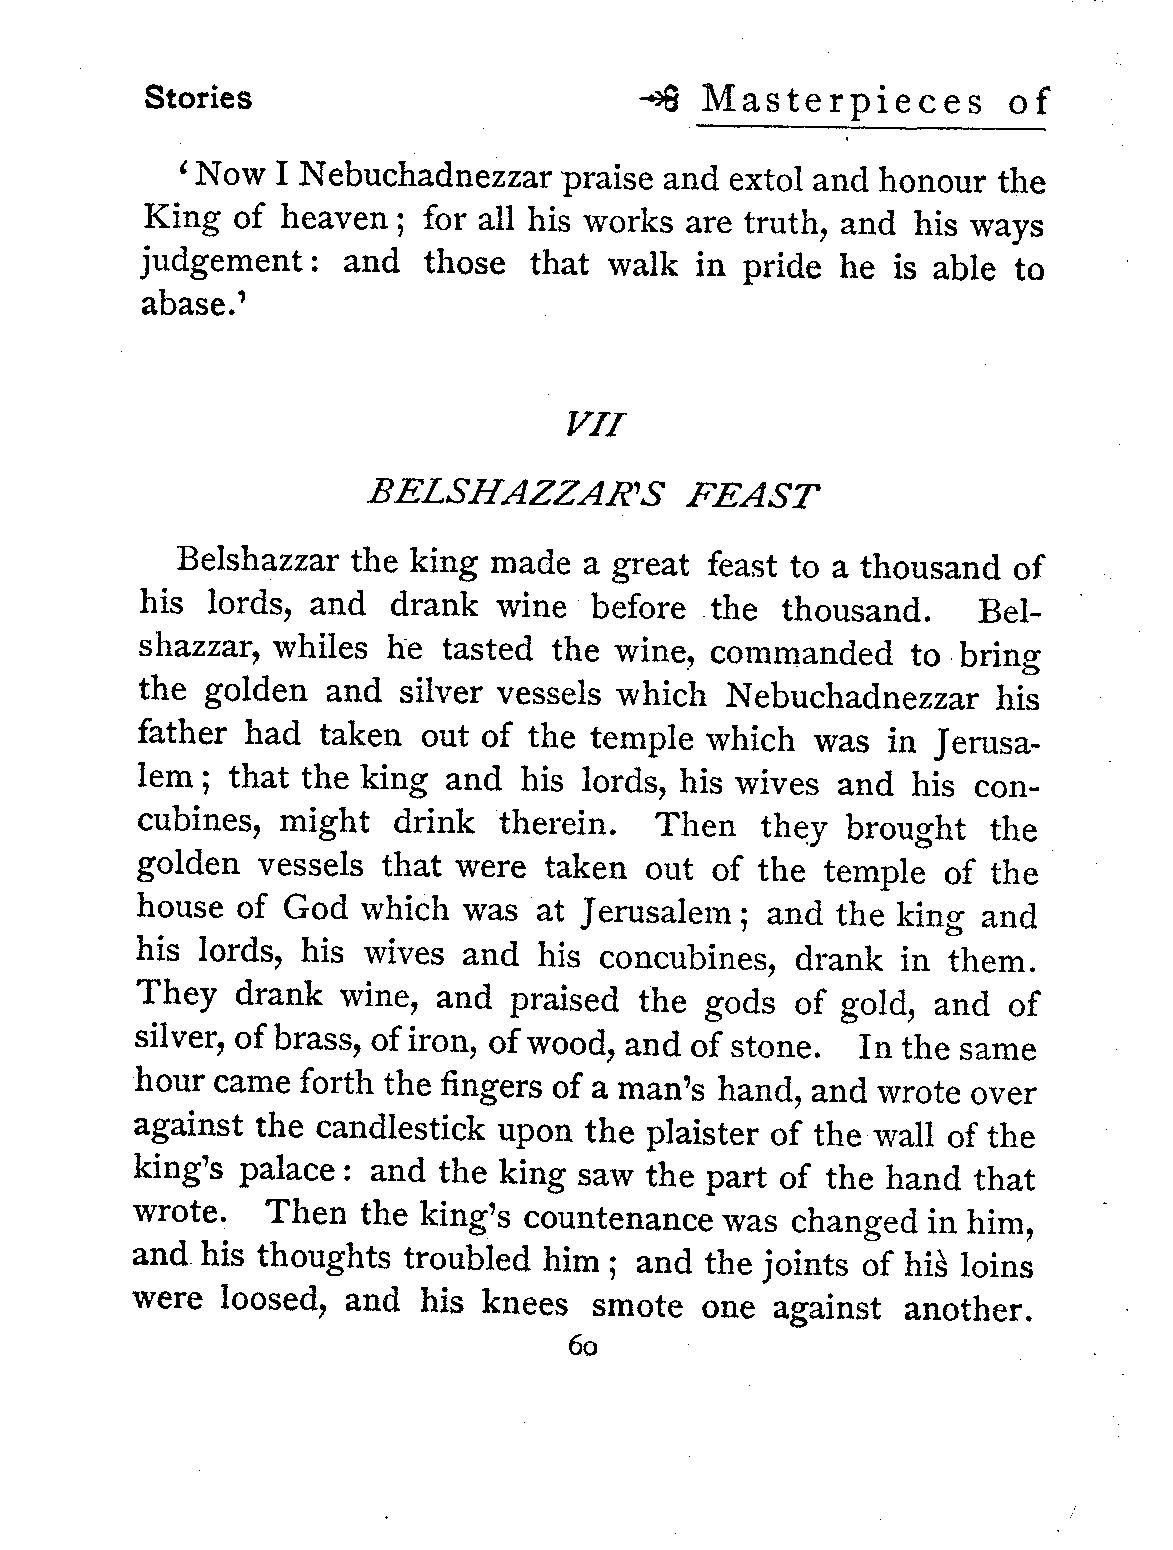 Stories Masterpieces of
‘Now I Nebuchadnezzar praise and extol and honour the
King of heaven; for all his works are truth, and his ways
judgement: and those that walk in pride he is able to
abase.’
VII
BELSHAZZAR’S FEAST
Belshazzar the king made a great feast to a thousand of
his lords, and drank wine before the thousand. Bel-
shazzar, whiles he tasted the wine, commanded to bring
the golden and silver vessels which Nebuchadnezzar his
father had taken out of the temple which was in Jerusa-
lem; that the king and his lords, his wives and his con-
cubines, might drink therein. Then they brought the
golden vessels that were taken out of the temple of the
house of God which was at Jerusalem; and the king and
his lords, his wives and his concubines, drank in them.
They drank wine, and praised the gods of gold, and of
silver, of brass, of iron, of wood, and of stone. In the same
hour came forth the fingers of a man’s hand, and wrote over
against the candlestick upon the plaister of the wall of the
king’s palace: and the king saw the part of the hand that
wrote. Then the king’s countenance was changed in him,
and his thoughts troubled him; and the joints of his loins
were loosed, and his knees smote one against another.
60